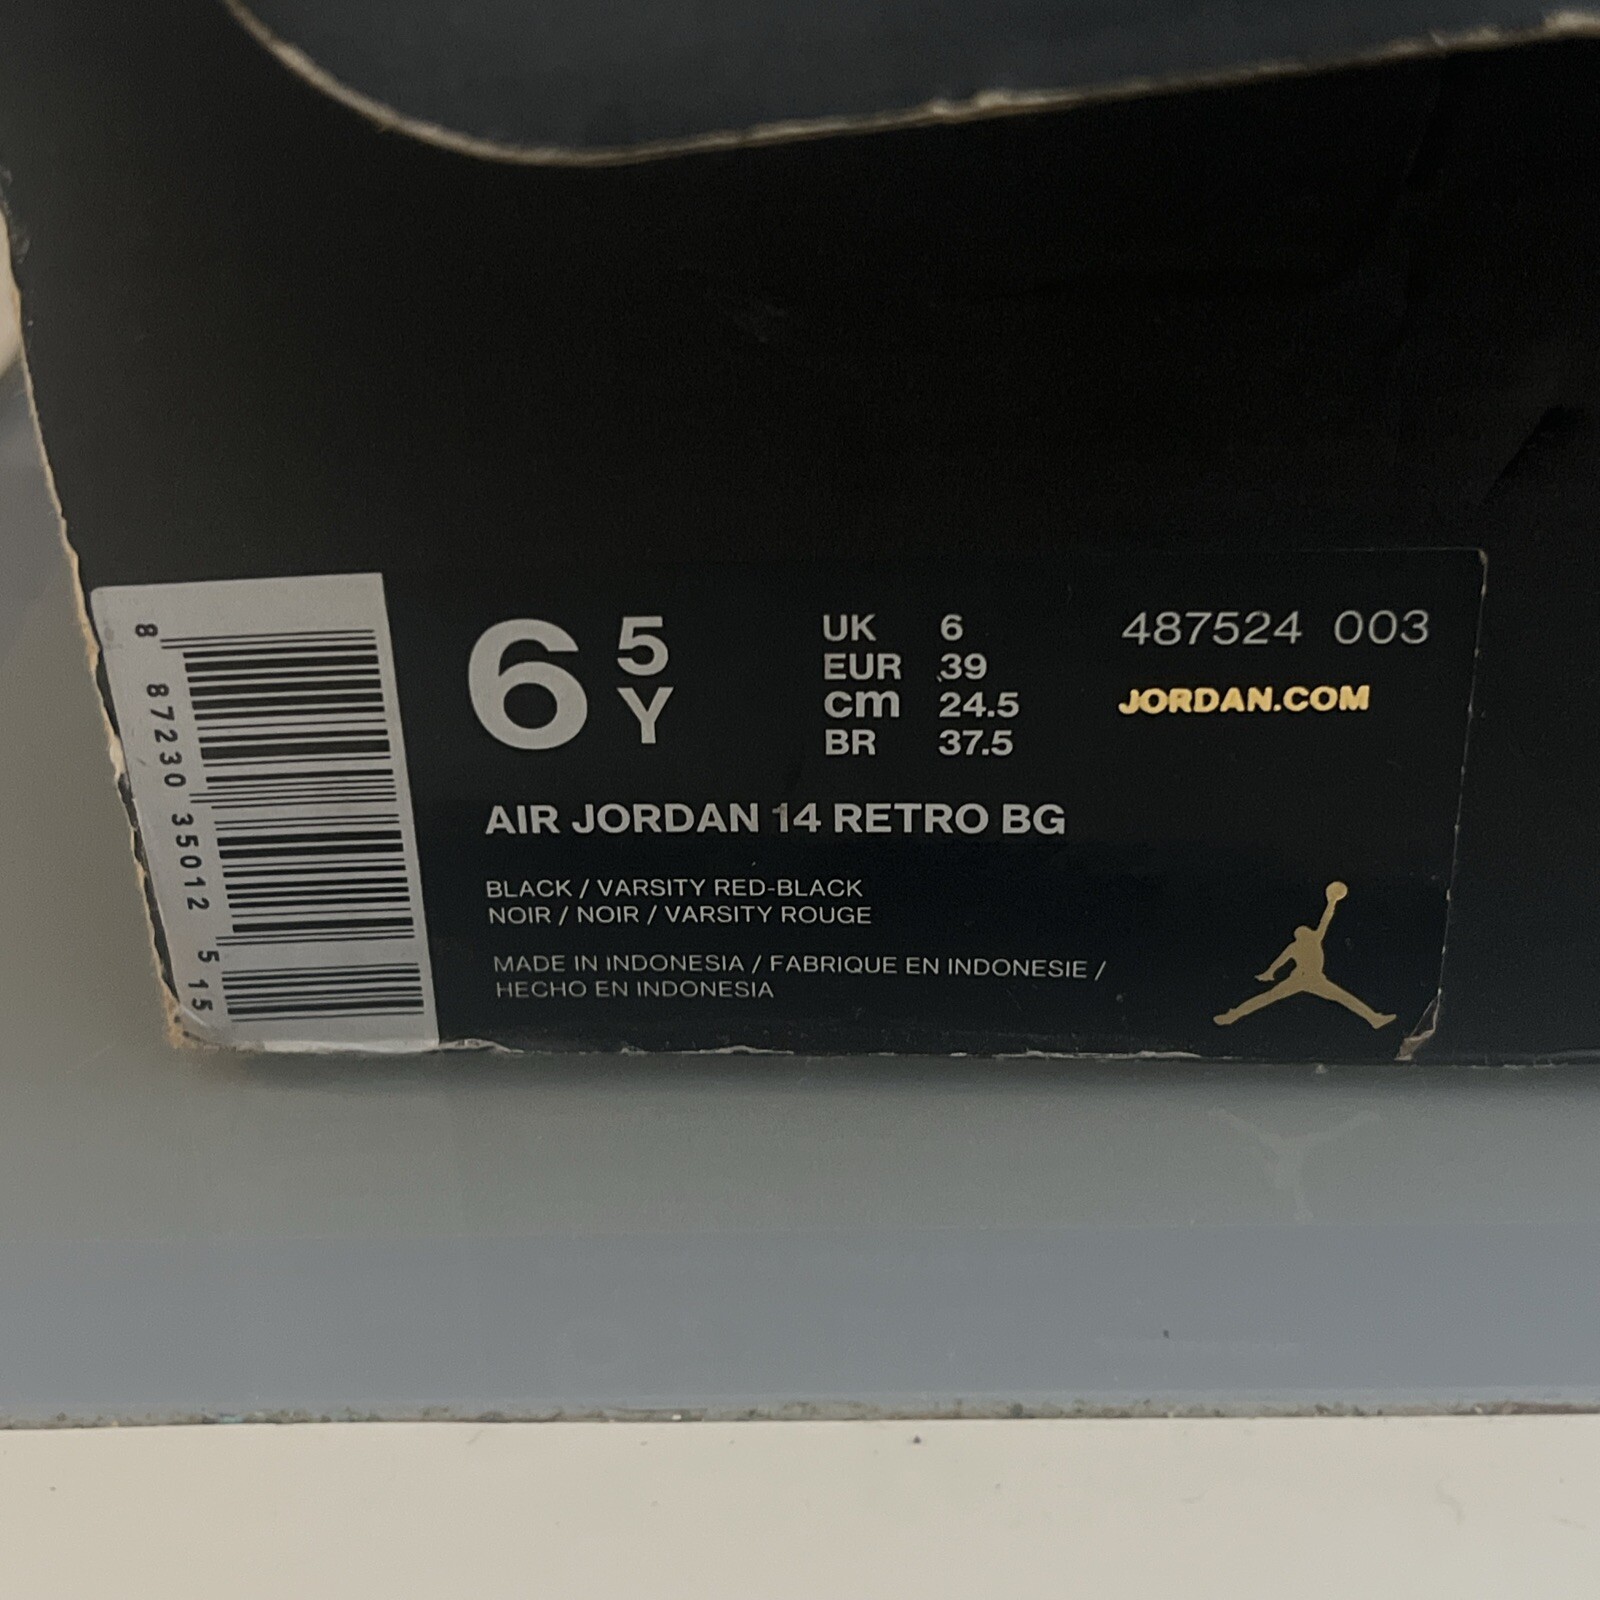 6 5 Y
UK 6
EUR 39
cm 24.5
BR 37.5
487524 003
JORDAN.COM
AIR JORDAN 14 RETRO BG
BLACK / VARSITY RED-BLACK
NOIR / NOIR / VARSITY ROUGE
MADE IN INDONESIA / FABRIQUE EN INDONESIE /
HECHO EN INDONESIA
8 87230 35012 5 15